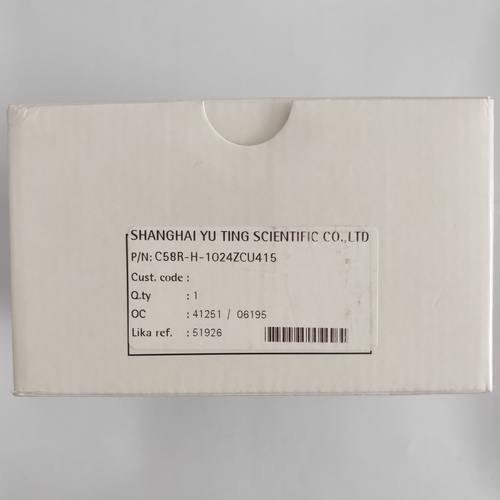 SHANGHAI YU TING SCIENTIFIC CO.,LTD
P/N: C58R-H-1024ZCU415
Cust. code :
Q.ty : 1
OC : 41251 / 06195
Lika ref. : 51926